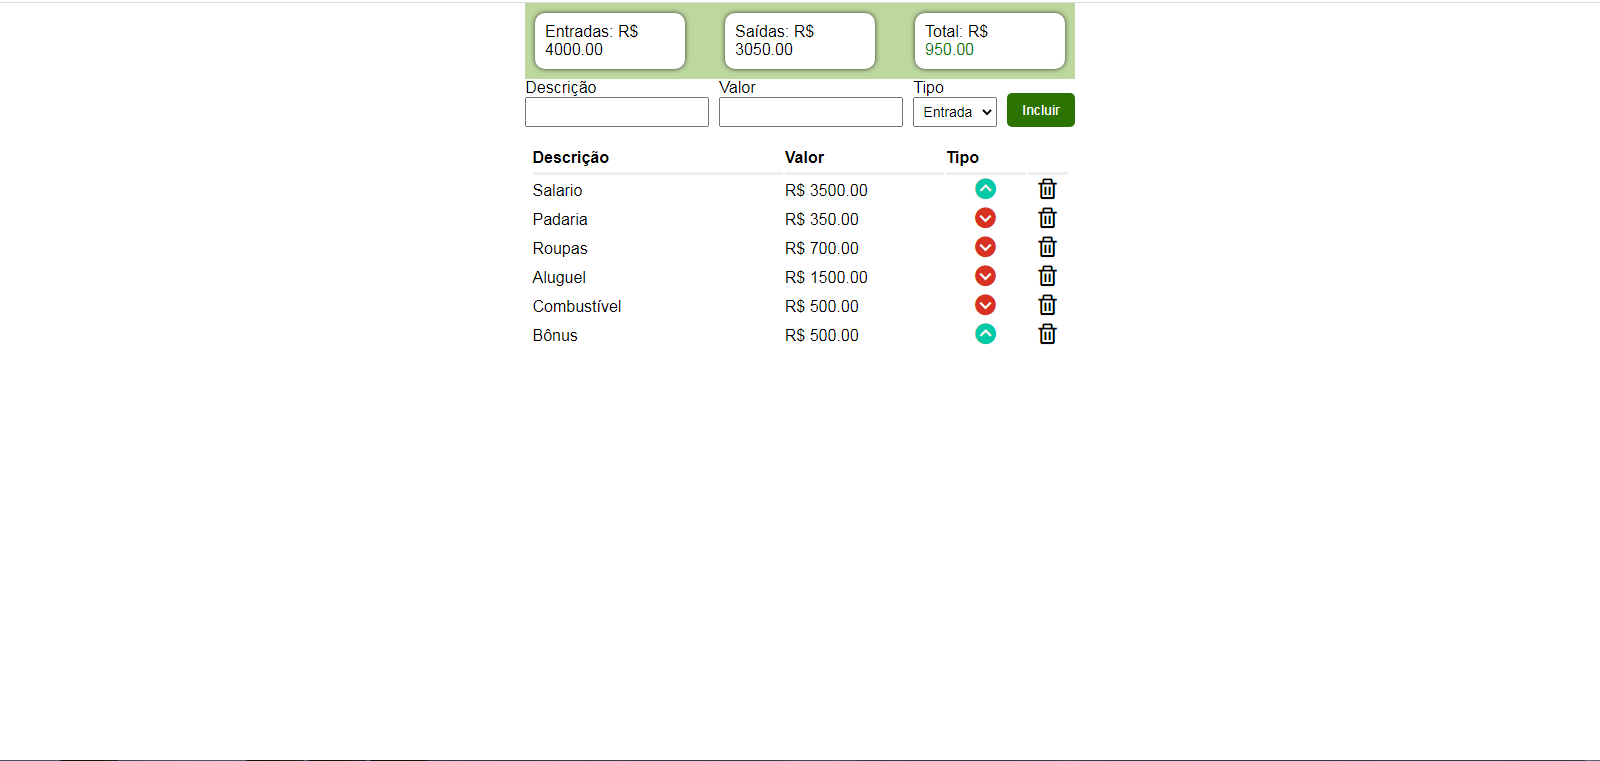 Entradas: R$
4000.00
Saídas: R$
3050.00
Total: R$
950.00
Descrição Valor Tipo
Entrada Incluir
Descrição Valor Tipo
Salario R$ 3500.00
Padaria R$ 350.00
Roupas R$ 700.00
Aluguel R$ 1500.00
Combustível R$ 500.00
Bônus R$ 500.00